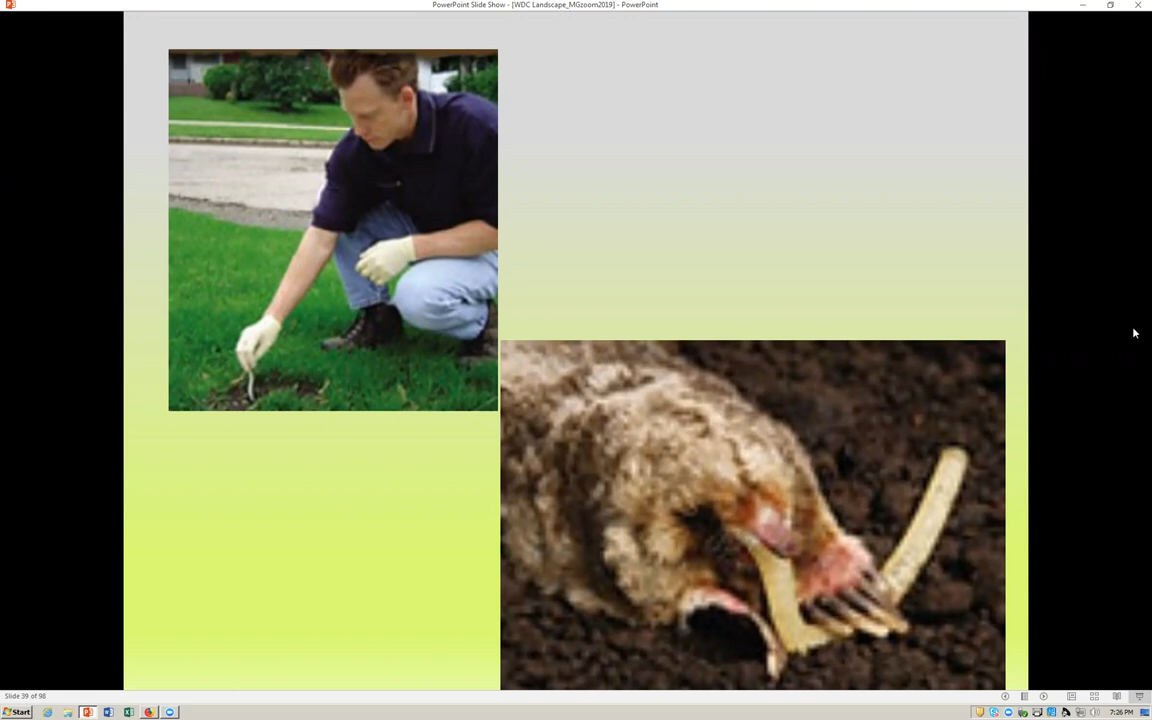 PowerPoint Slide Show - [WDC Landscape_MGzoom2019] - PowerPoint
Slide 39 of 98
Start
7:26 PM